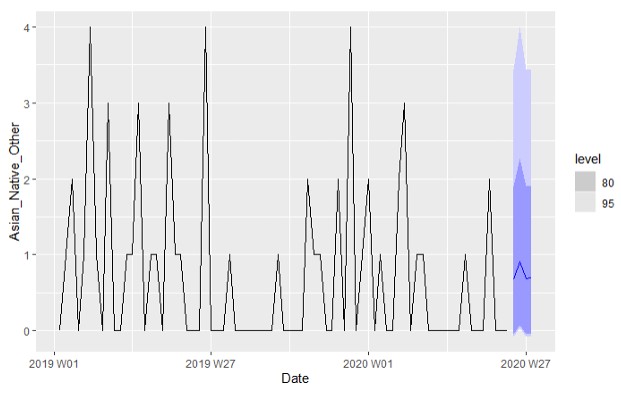 4
3
2
1
0
Asian_Native_Other
2019 W01
2019 W27
2020 W01
2020 W27
Date
level
80
95